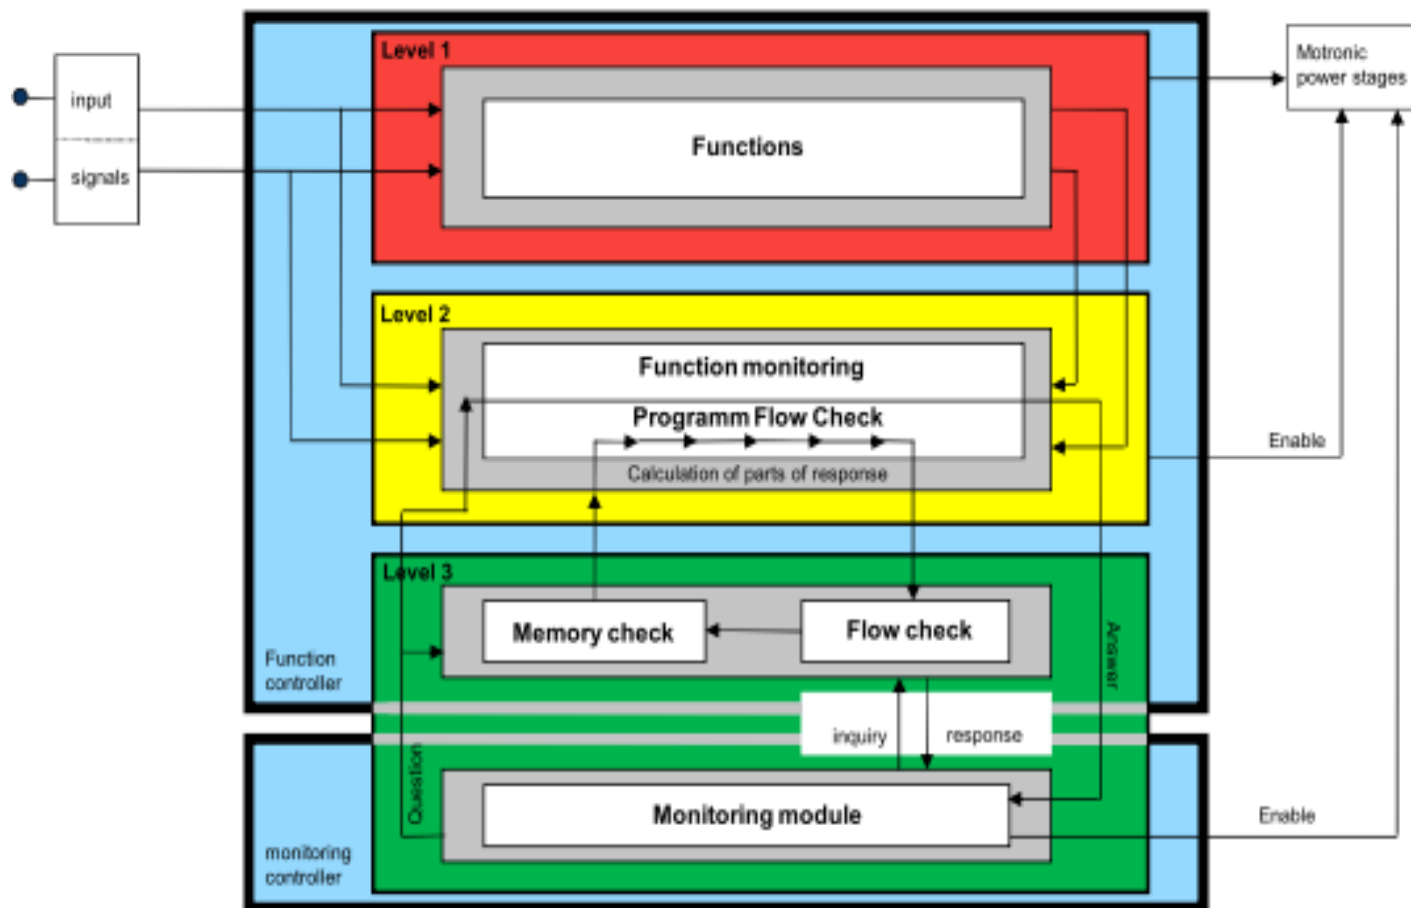 Level 1
input
signals
Functions
Motronic
power stages
Level 2
Function monitoring
Programm Flow Check
Calculation of parts of response
Enable
Level 3
Memory check
Flow check
Answer
Function
controller
inquiry
response
Question
Monitoring module
Enable
monitoring
controller